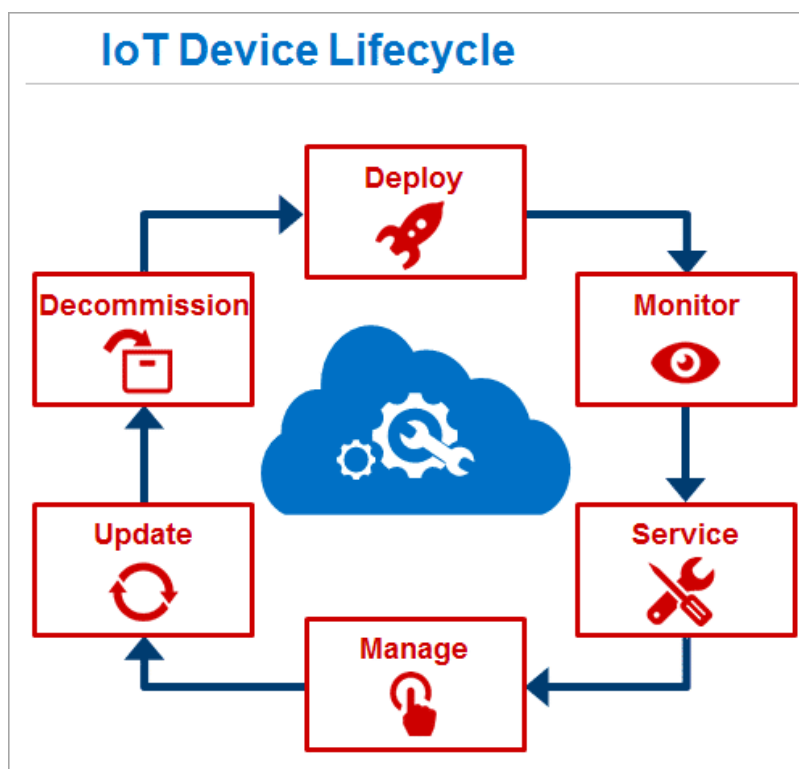 IoT Device Lifecycle
Deploy
Decommission
Monitor
Update
Service
Manage